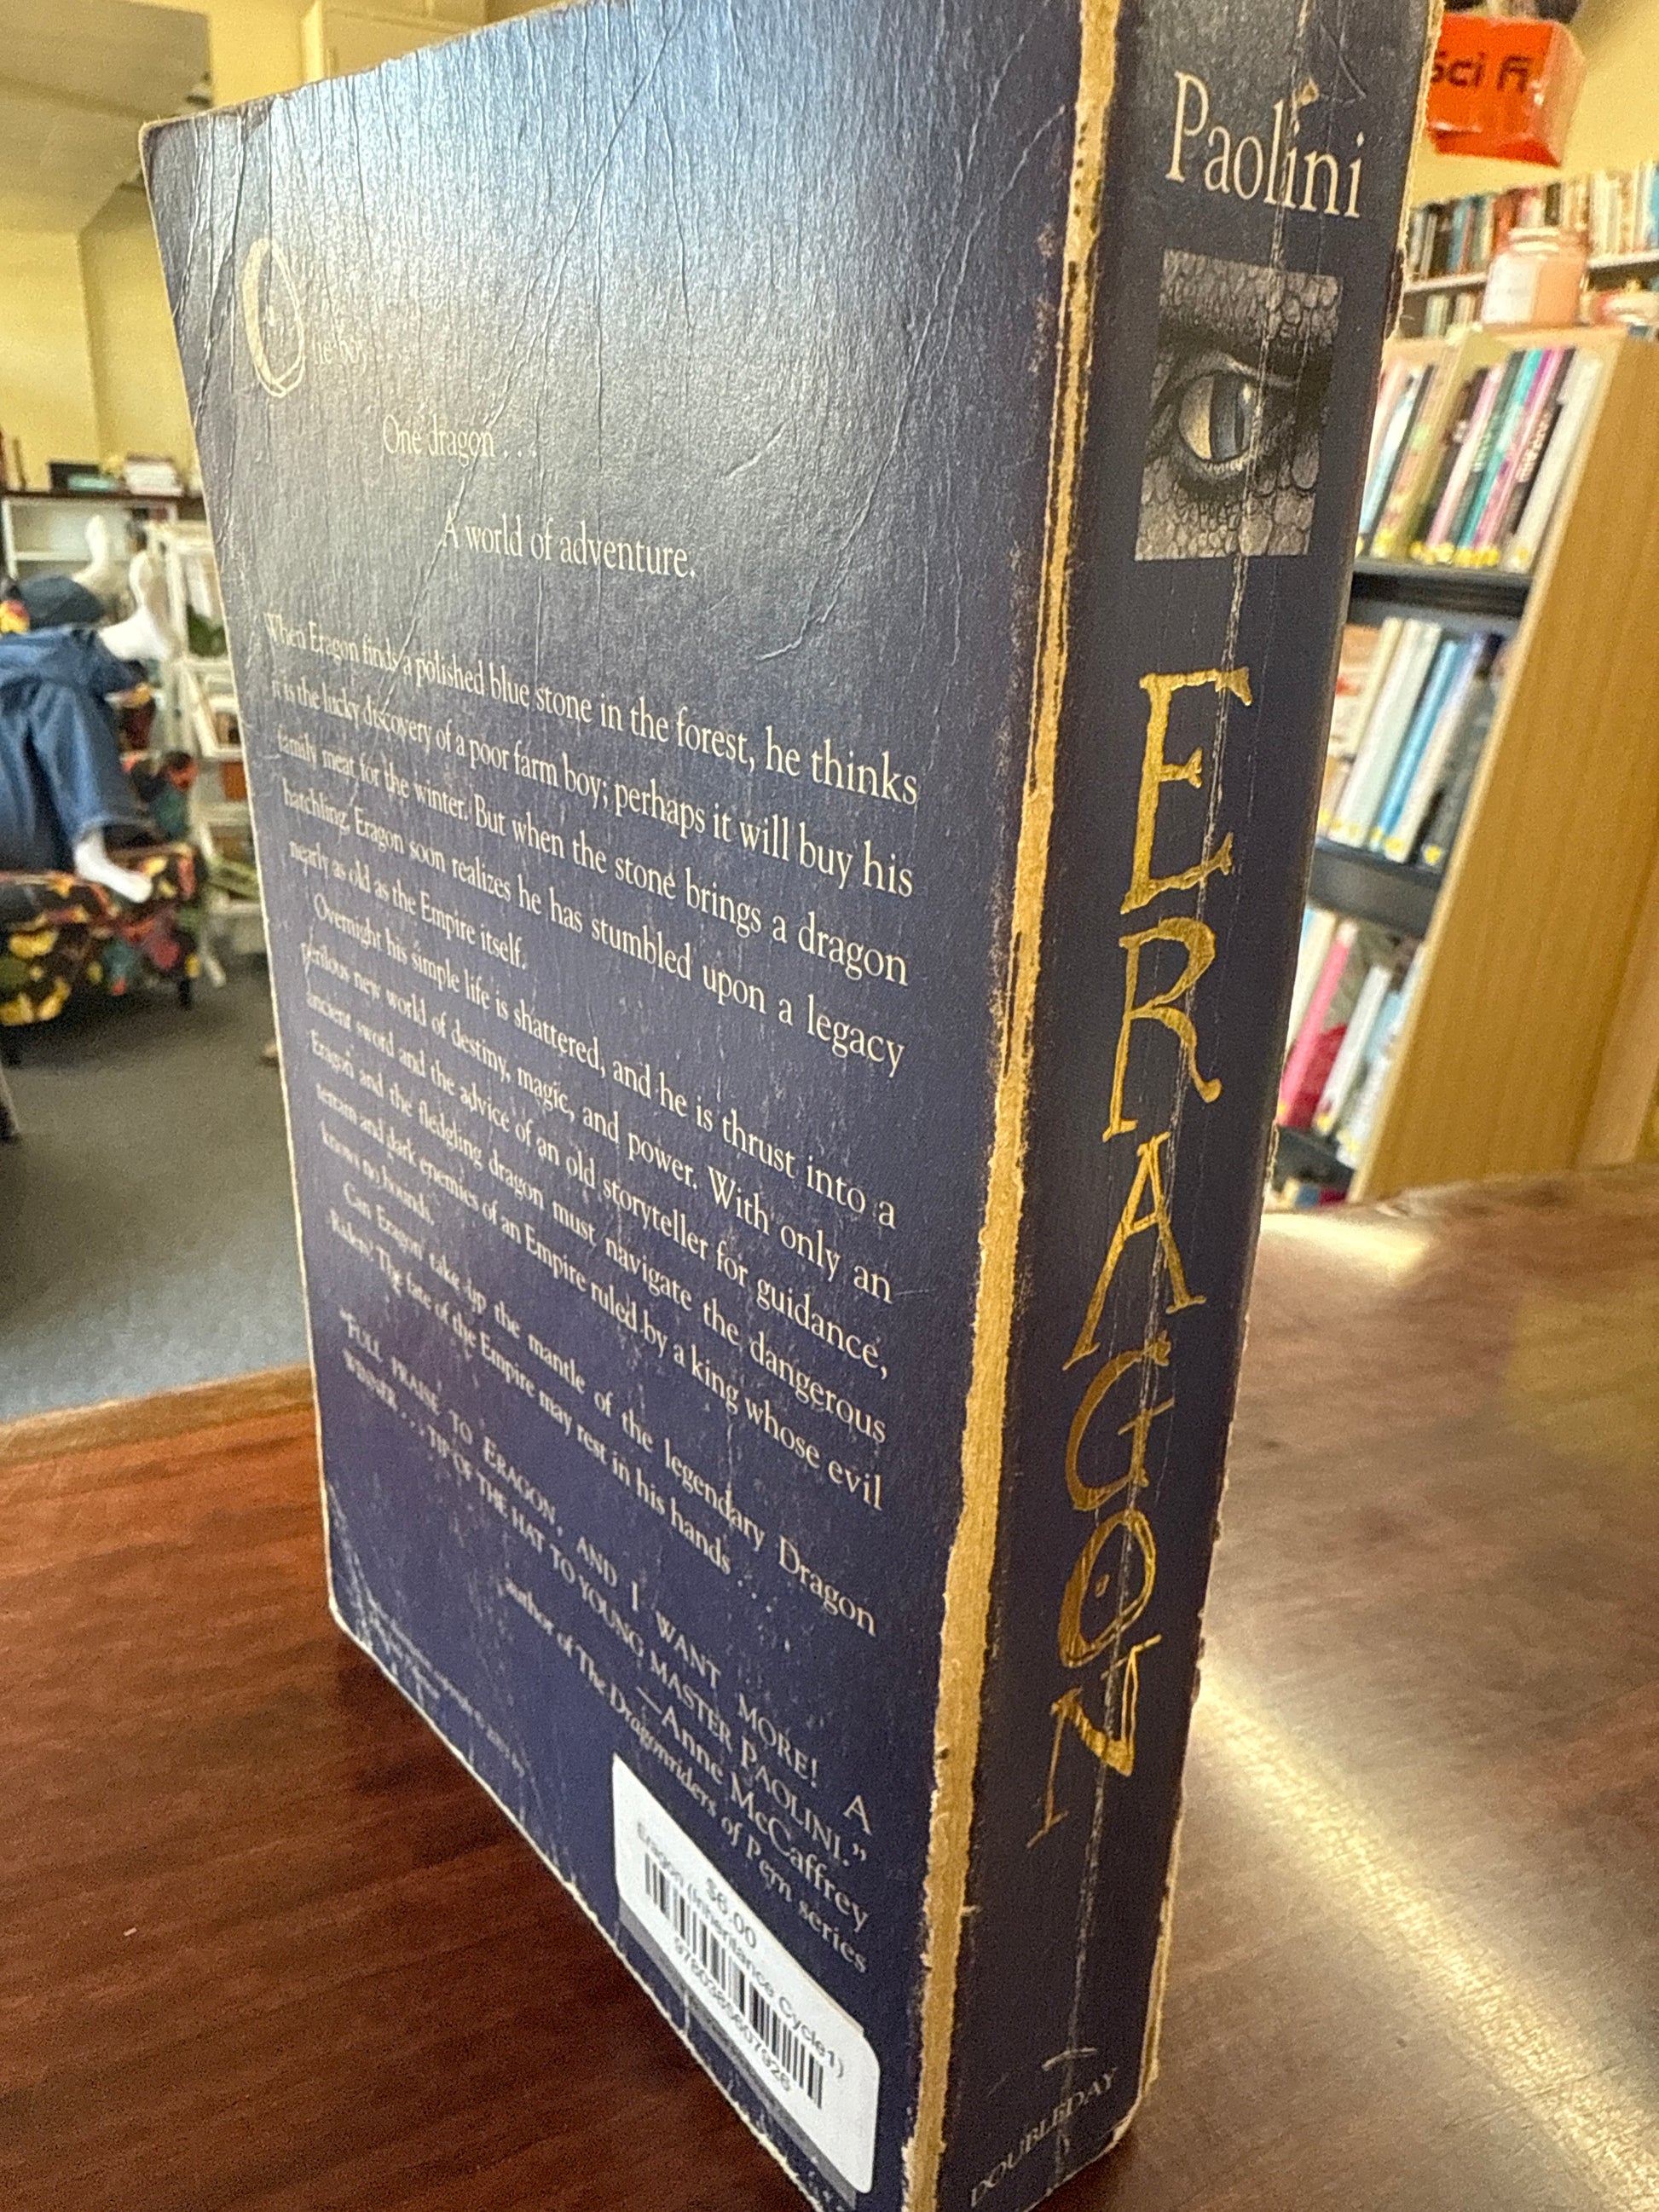 One boy . . .
One dragon . . .
A world of adventure.
When Eragon finds a polished blue stone in the forest, he thinks
it is the lucky discovery of a poor farm boy; perhaps it will buy his
family meat for the winter. But when the stone brings a dragon
hatchling, Eragon soon realizes he has stumbled upon a legacy
nearly as old as the Empire itself.
Overnight his simple life is shattered, and he is thrust into a
perilous new world of destiny, magic, and power. With only an
ancient sword and the advice of an old storyteller for guidance,
Eragon and the fledgling dragon must navigate the dangerous
terrain and dark enemies of an Empire ruled by a king whose evil
knows no bounds.
Can Eragon take up the mantle of the legendary Dragon
Riders? The fate of the Empire may rest in his hands . . .
"FULL PRAISE TO ERAGON, AND I WANT MORE! A
WINNER . . . TIP OF THE HAT TO YOUNG MASTER PAOLINI."
—Anne McCaffrey
author of The Dragonriders of Pern series
$6.00
Eragon (Inheritance Cycle1)
Paolini
ERAGON
DOUBLEDAY
Sci Fi